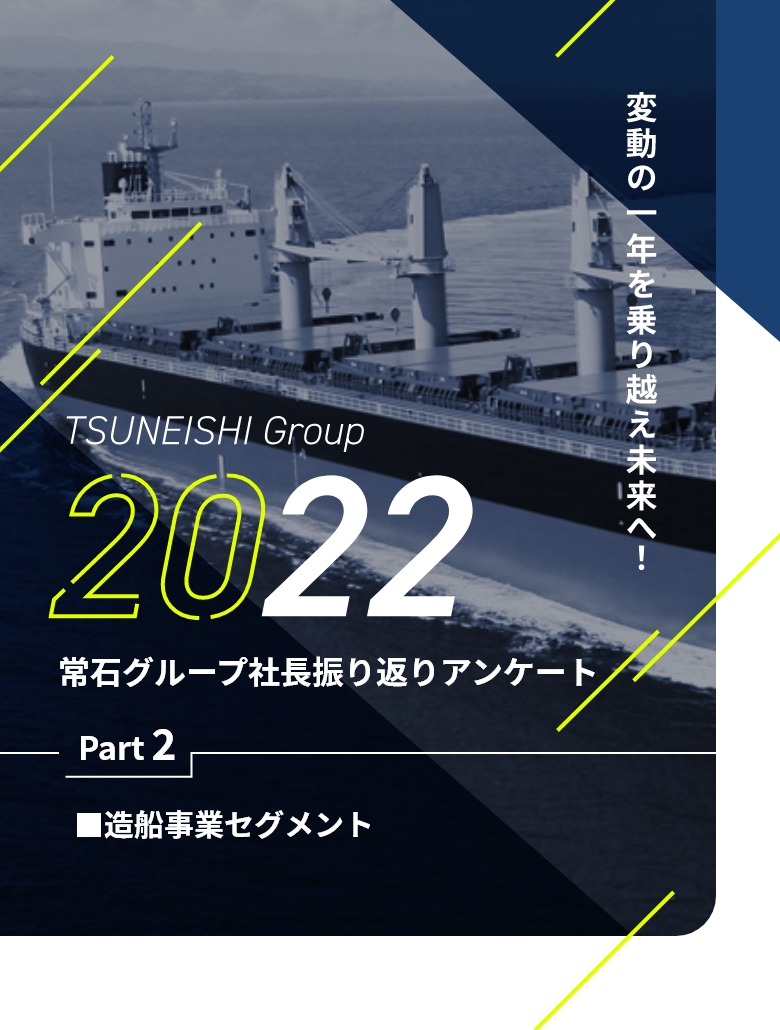 変動の一年を乗り越え未来へ!
TSUNEISHI Group
2022
常石グループ社長振り返りアンケート
Part 2
■造船事業セグメント